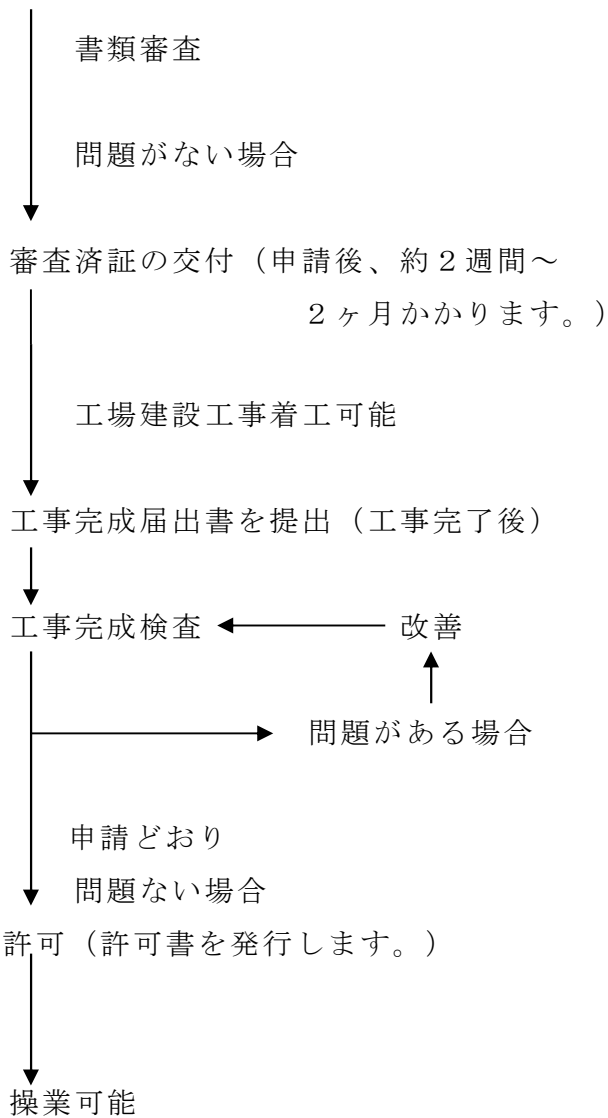 書類審査
問題がない場合
審査済証の交付（申請後、約２週間～
２ヶ月かかります。）
工場建設工事着工可能
工事完成届出書を提出（工事完了後）
工事完成検査
改善
問題がある場合
申請どおり
問題ない場合
許可（許可書を発行します。）
操業可能